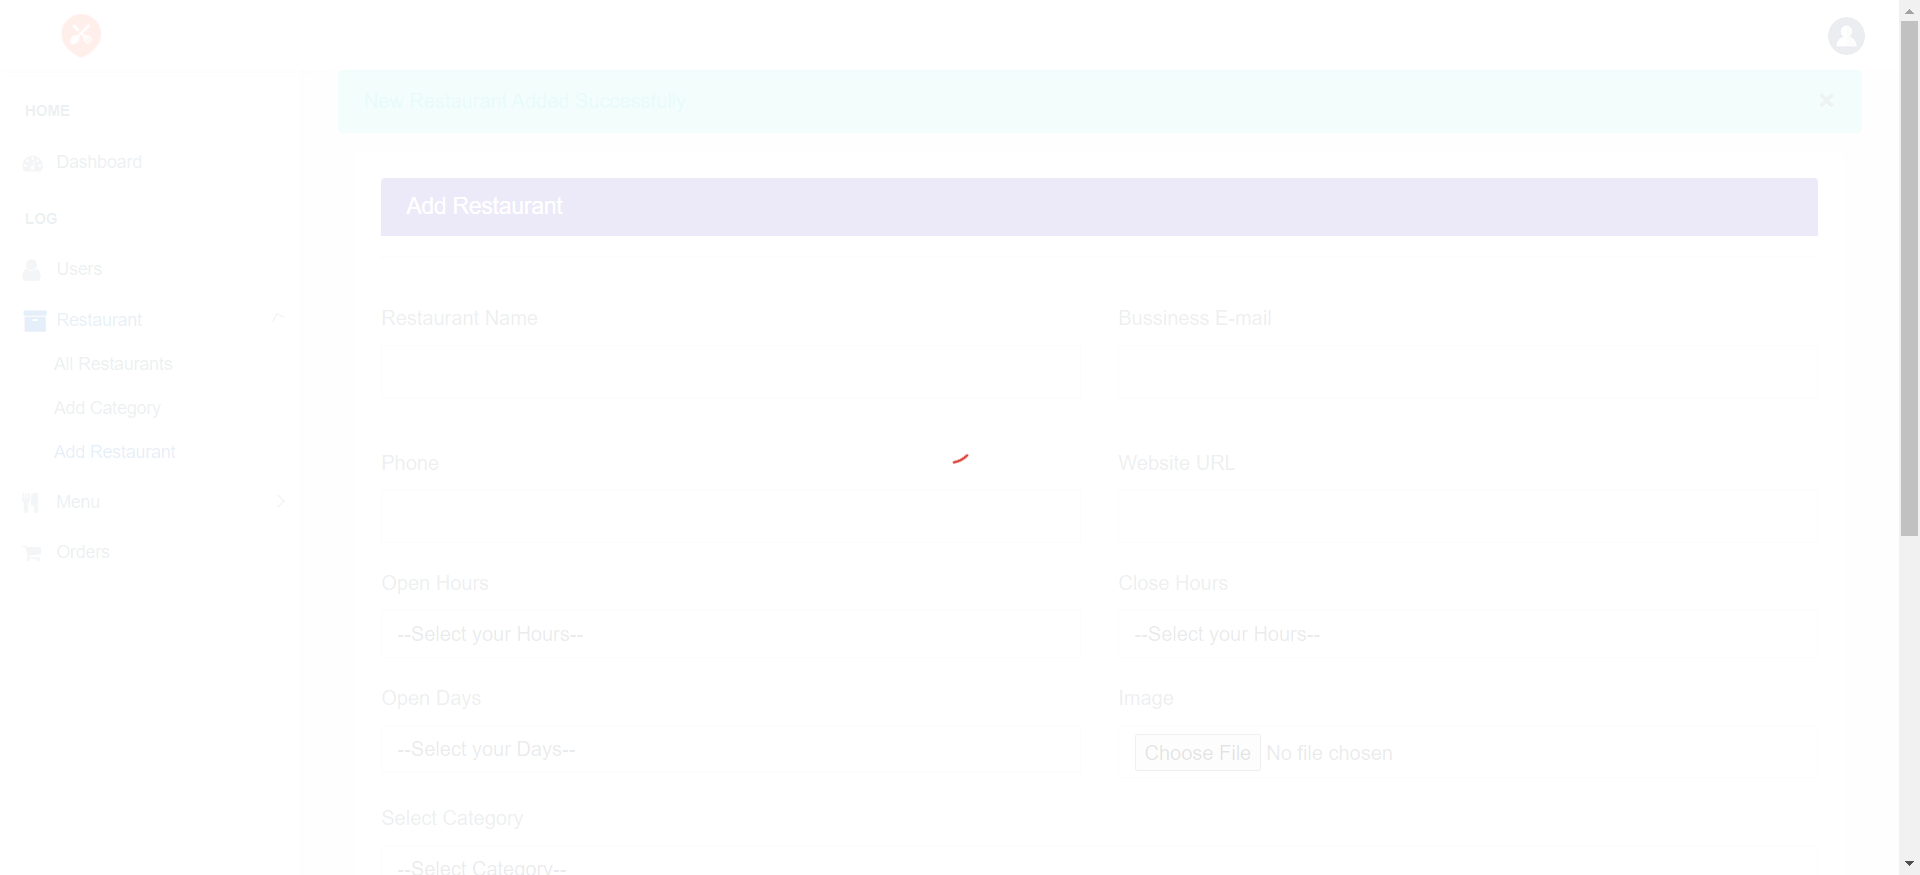 HOME
Dashboard
LOG
Users
Restaurant
All Restaurants
Add Category
Add Restaurant
Menu
Orders
New Restaurant Added Successfully.
Add Restaurant
Restaurant Name
Bussiness E-mail
Phone
Website URL
Open Hours
Close Hours
--Select your Hours--
--Select your Hours--
Open Days
Image
--Select your Days--
Choose File No file chosen
Select Category
--Select Category--